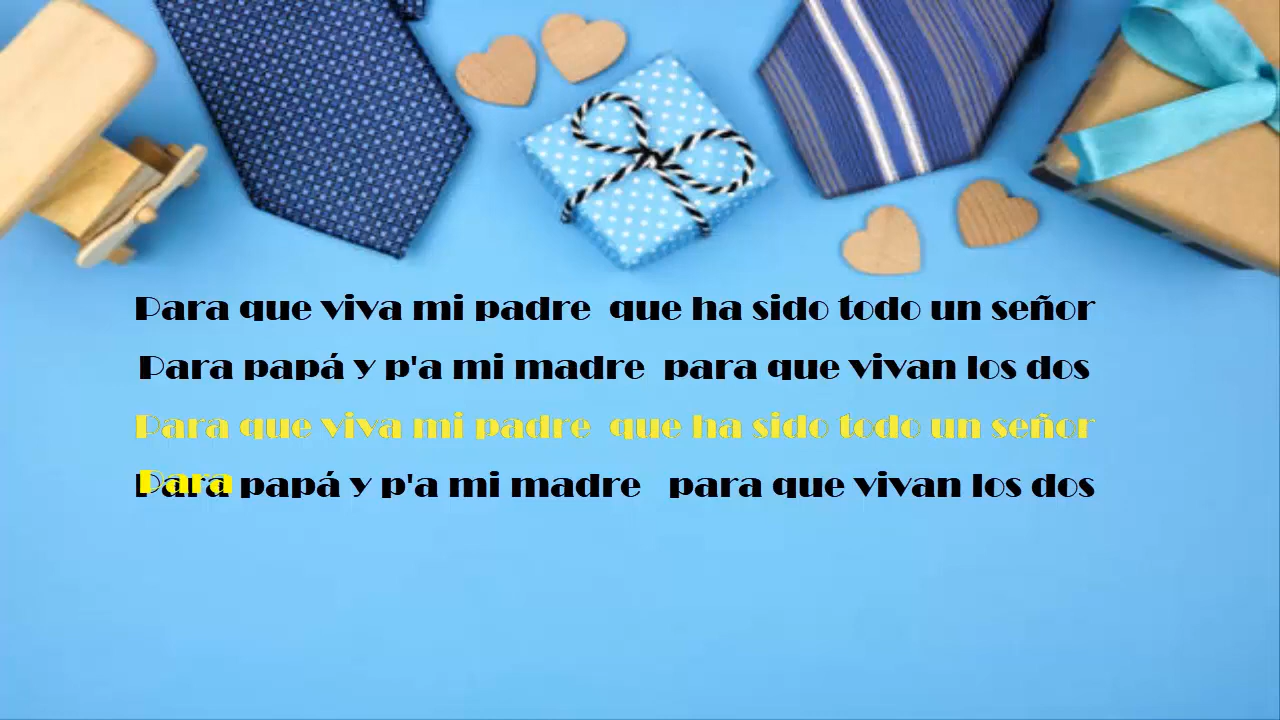 Para que viva mi padre que ha sido todo un señor
Para papá y p'a mi madre para que vivan los dos
Para que viva mi padre que ha sido todo un señor
Para papá y p'a mi madre para que vivan los dos